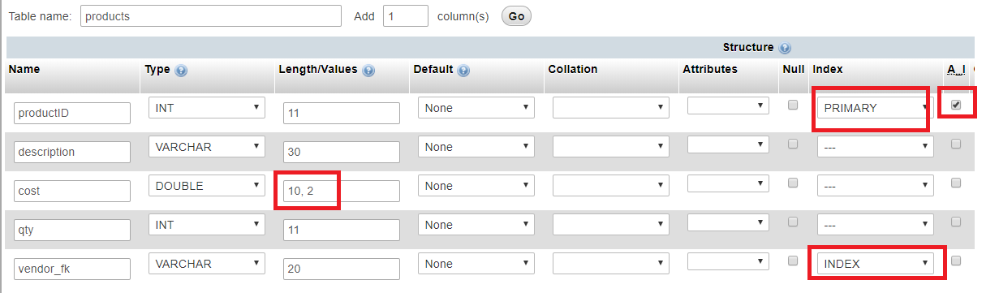 Table name: products Add 1 column(s) Go
Structure
Name Type Length/Values Default Collation Attributes Null Index A_I
productID INT 11 None PRIMARY
description VARCHAR 30 None ---
cost DOUBLE 10, 2 None ---
qty INT 11 None ---
vendor_fk VARCHAR 20 None INDEX